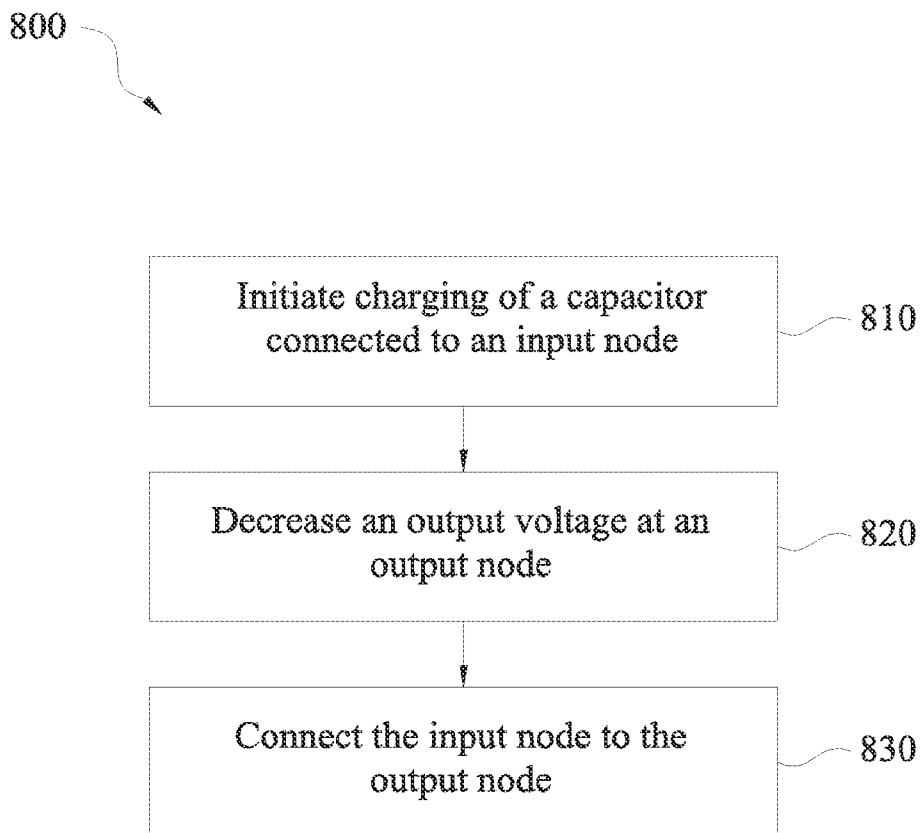 800
Initiate charging of a capacitor
connected to an input node
810
Decrease an output voltage at an
output node
820
Connect the input node to the
output node
830